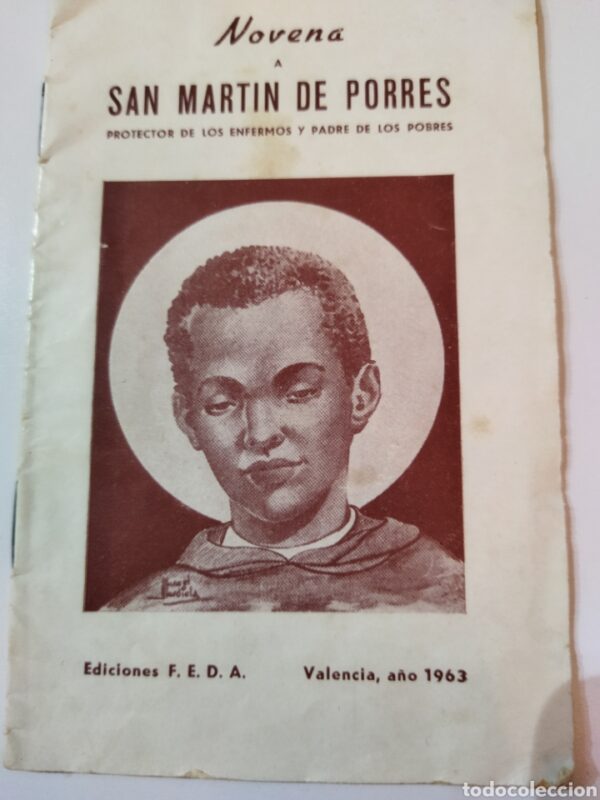 Novena
A
SAN MARTIN DE PORRES
PROTECTOR DE LOS ENFERMOS Y PADRE DE LOS POBRES
Ediciones F. E. D. A. Valencia, año 1963
todocoleccion